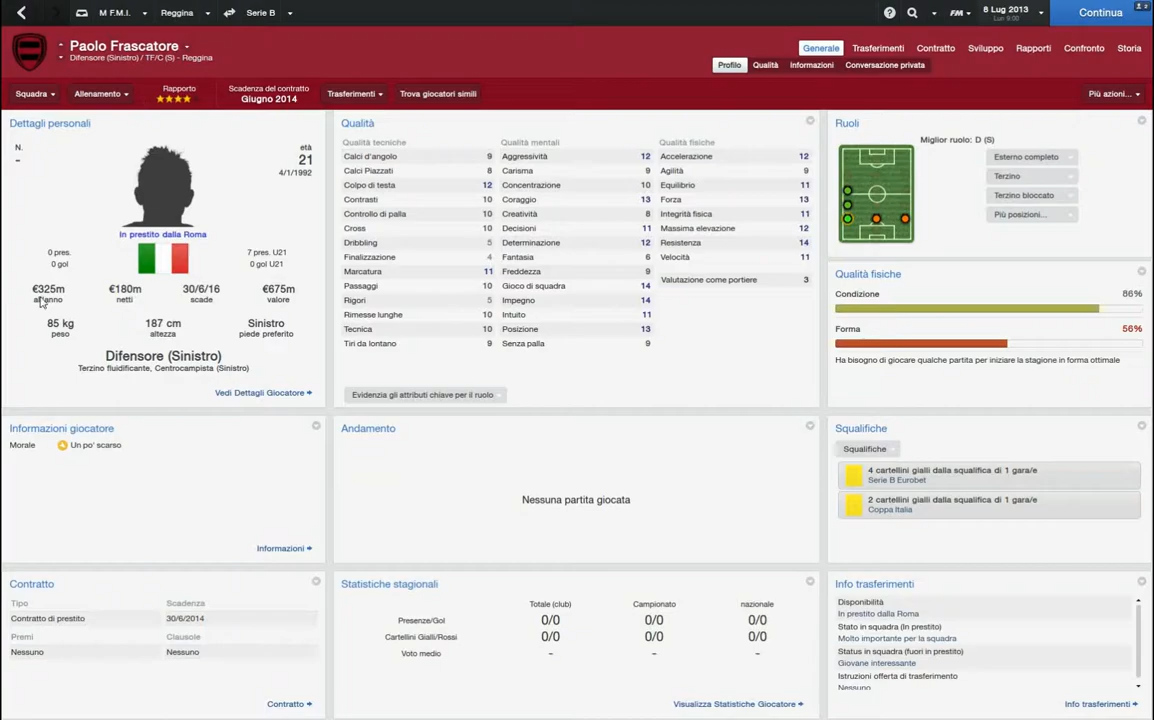 M F.M.I.
Reggina
Serie B
FM
8 Lug 2013
Lun 9:00
Continua
2
Paolo Frascatore
Difensore (Sinistro) / TF/C (S) - Reggina
Generale
Trasferimenti
Contratto
Sviluppo
Rapporti
Confronto
Storia
Profilo
Qualità
Informazioni
Conversazione privata
Squadra
Allenamento
Rapporto
Scadenza del contratto
Giugno 2014
Trasferimenti
Trova giocatori simili
Più azioni...
Dettagli personali
N.
-
età
21
4/1/1992
In prestito dalla Roma
0 pres.
0 gol
7 pres. U21
0 gol U21
€325m
all'anno
€180m
netti
30/6/16
scade
€675m
valore
85 kg
peso
187 cm
altezza
Sinistro
piede preferito
Difensore (Sinistro)
Terzino fluidificante, Centrocampista (Sinistro)
Vedi Dettagli Giocatore
Qualità
Qualità tecniche
Calci d'angolo 9
Calci Piazzati 8
Colpo di testa 12
Contrasti 10
Controllo di palla 10
Cross 10
Dribbling 5
Finalizzazione 4
Marcatura 11
Passaggi 10
Rigori 5
Rimesse lunghe 10
Tecnica 10
Tiri da lontano 9
Qualità mentali
Aggressività 12
Carisma 9
Concentrazione 10
Coraggio 13
Creatività 8
Decisioni 11
Determinazione 12
Fantasia 6
Freddezza 9
Gioco di squadra 14
Impegno 14
Intuito 11
Posizione 13
Senza palla 9
Qualità fisiche
Accelerazione 12
Agilità 9
Equilibrio 11
Forza 13
Integrità fisica 11
Massima elevazione 12
Resistenza 14
Velocità 11
Valutazione come portiere 3
Evidenzia gli attributi chiave per il ruolo
Ruoli
Miglior ruolo: D (S)
Esterno completo
Terzino
Terzino bloccato
Più posizioni...
Qualità fisiche
Condizione 86%
Forma 56%
Ha bisogno di giocare qualche partita per iniziare la stagione in forma ottimale
Informazioni giocatore
Morale Un po' scarso
Informazioni
Andamento
Nessuna partita giocata
Squalifiche
Squalifiche
4 cartellini gialli dalla squalifica di 1 gara/e
Serie B Eurobet
2 cartellini gialli dalla squalifica di 1 gara/e
Coppa Italia
Contratto
Tipo Scadenza
Contratto di prestito 30/6/2014
Premi Clausole
Nessuno Nessuno
Contratto
Statistiche stagionali
Totale (club) Campionato nazionale
Presenze/Gol 0/0 0/0 0/0
Cartellini Gialli/Rossi 0/0 0/0 0/0
Voto medio - - -
Visualizza Statistiche Giocatore
Info trasferimenti
Disponibilità
In prestito dalla Roma
Stato in squadra (In prestito)
Molto importante per la squadra
Status in squadra (fuori in prestito)
Giovane interessante
Istruzioni offerta di trasferimento
Nessuno
Info trasferimenti